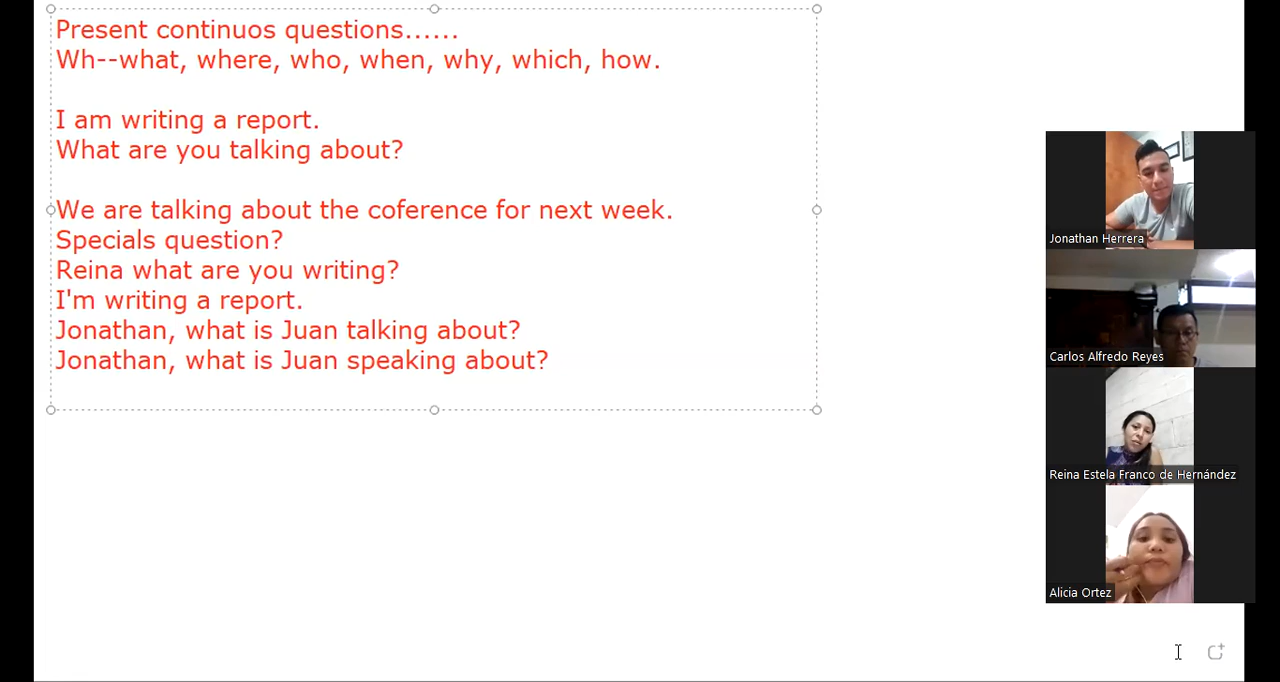 Present continuos questions......
Wh--what, where, who, when, why, which, how.
I am writing a report.
What are you talking about?
We are talking about the coference for next week.
Specials question?
Reina what are you writing?
I'm writing a report.
Jonathan, what is Juan talking about?
Jonathan, what is Juan speaking about?
Jonathan Herrera
Carlos Alfredo Reyes
Reina Estela Franco de Hernández
Alicia Ortez